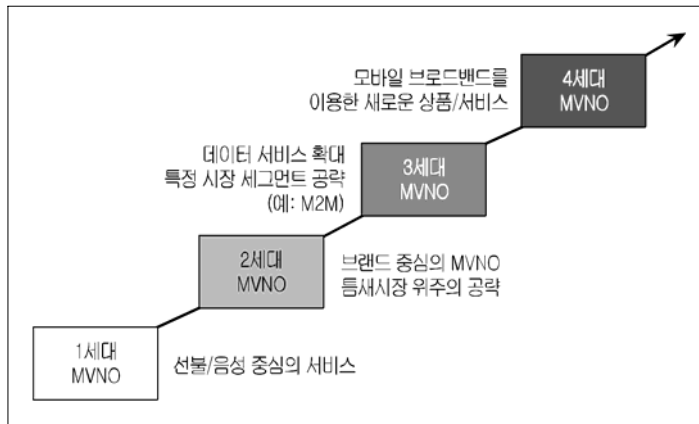 모바일 브로드밴드를
이용한 새로운 상품/서비스
4세대
MVNO
데이터 서비스 확대
특정 시장 세그먼트 공략
(예: M2M)
3세대
MVNO
2세대
MVNO
브랜드 중심의 MVNO
틈새시장 위주의 공략
1세대
MVNO
선불/음성 중심의 서비스